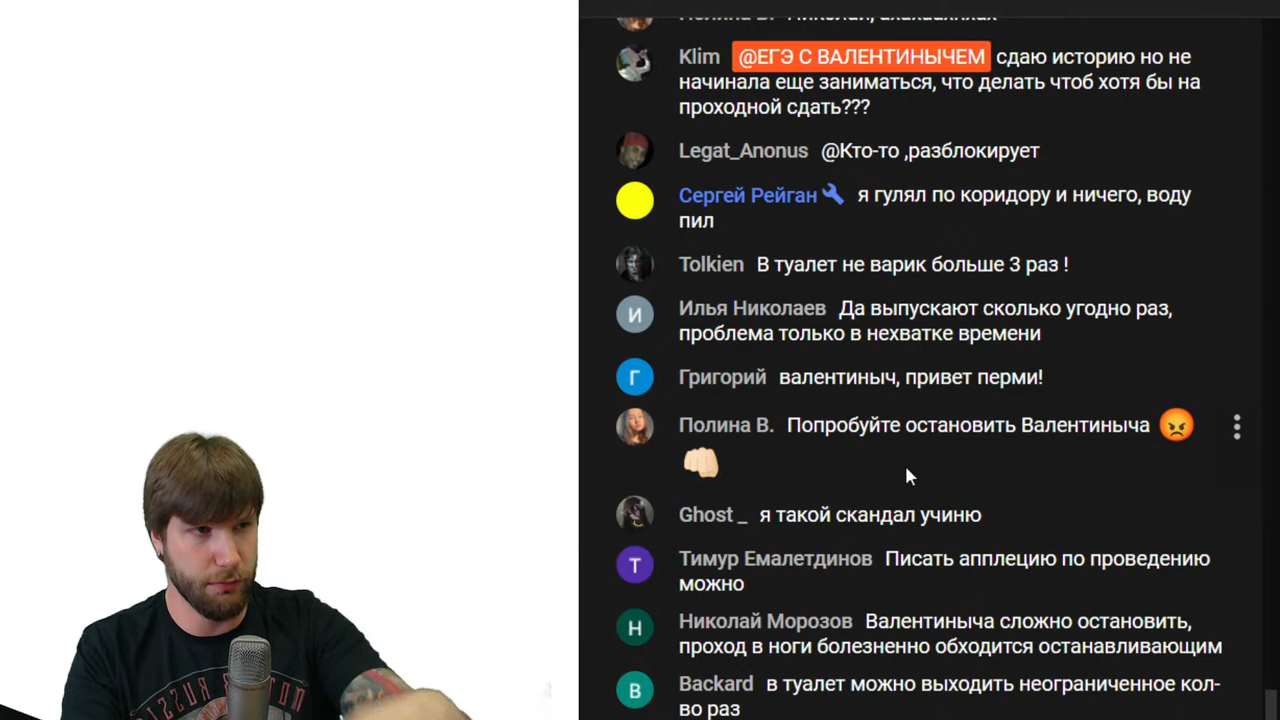 Klim @ЕГЭ С ВАЛЕНТИНЫЧЕМ сдаю историю но не
начинала еще заниматься, что делать чтоб хотя бы на
проходной сдать???
Legat_Anonus @Кто-то ,разблокирует
Сергей Рейган я гулял по коридору и ничего, воду
пил
Tolkien В туалет не варик больше 3 раз !
И
Илья Николаев Да выпускают сколько угодно раз,
проблема только в нехватке времени
Г
Григорий валентиныч, привет перми!
Полина В. Попробуйте остановить Валентиныча 😡
👊🏻
Ghost _ я такой скандал учиню
Т
Тимур Емалетдинов Писать апплецию по проведению
можно
Н
Николай Морозов Валентиныча сложно остановить,
проход в ноги болезненно обходится останавливающим
B
Backard в туалет можно выходить неограниченное кол-
во раз